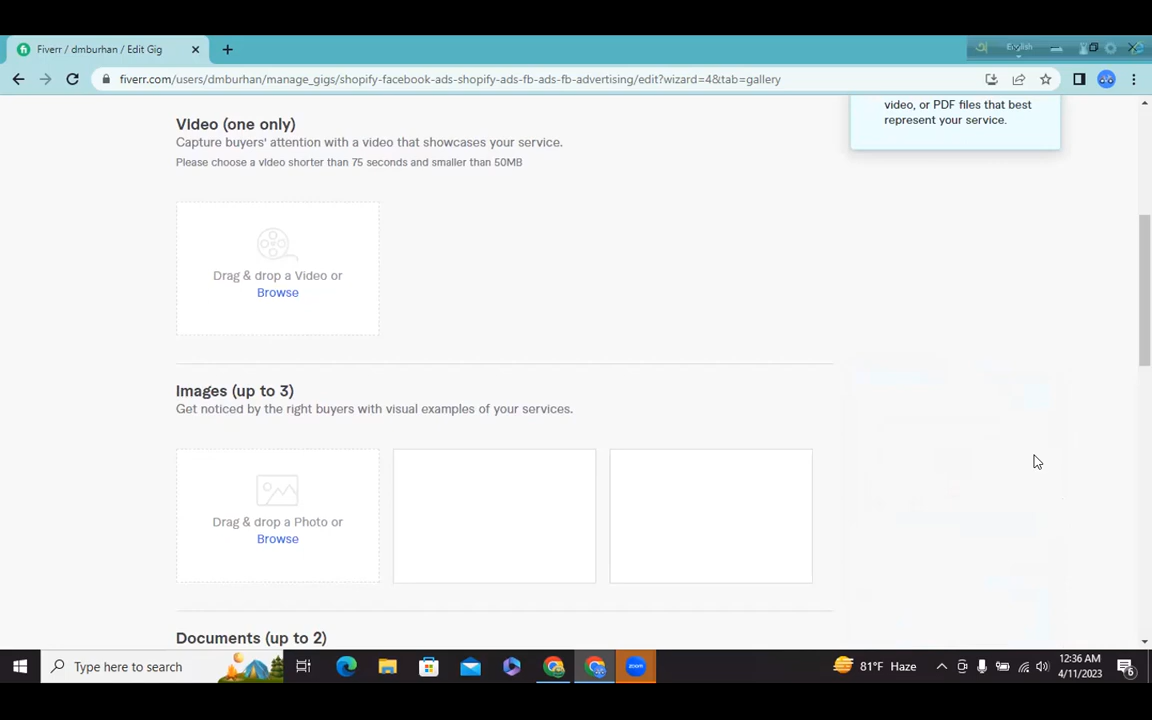 Fiverr / dmburhan / Edit Gig
English
fiverr.com/users/dmburhan/manage_gigs/shopify-facebook-ads-shopify-ads-fb-ads-fb-advertising/edit?wizard=4&tab=gallery
video, or PDF files that best
represent your service.
Video (one only)
Capture buyers' attention with a video that showcases your service.
Please choose a video shorter than 75 seconds and smaller than 50MB
Drag & drop a Video or
Browse
Images (up to 3)
Get noticed by the right buyers with visual examples of your services.
Drag & drop a Photo or
Browse
Documents (up to 2)
Type here to search
zoom
81°F Haze
12:36 AM
4/11/2023
6